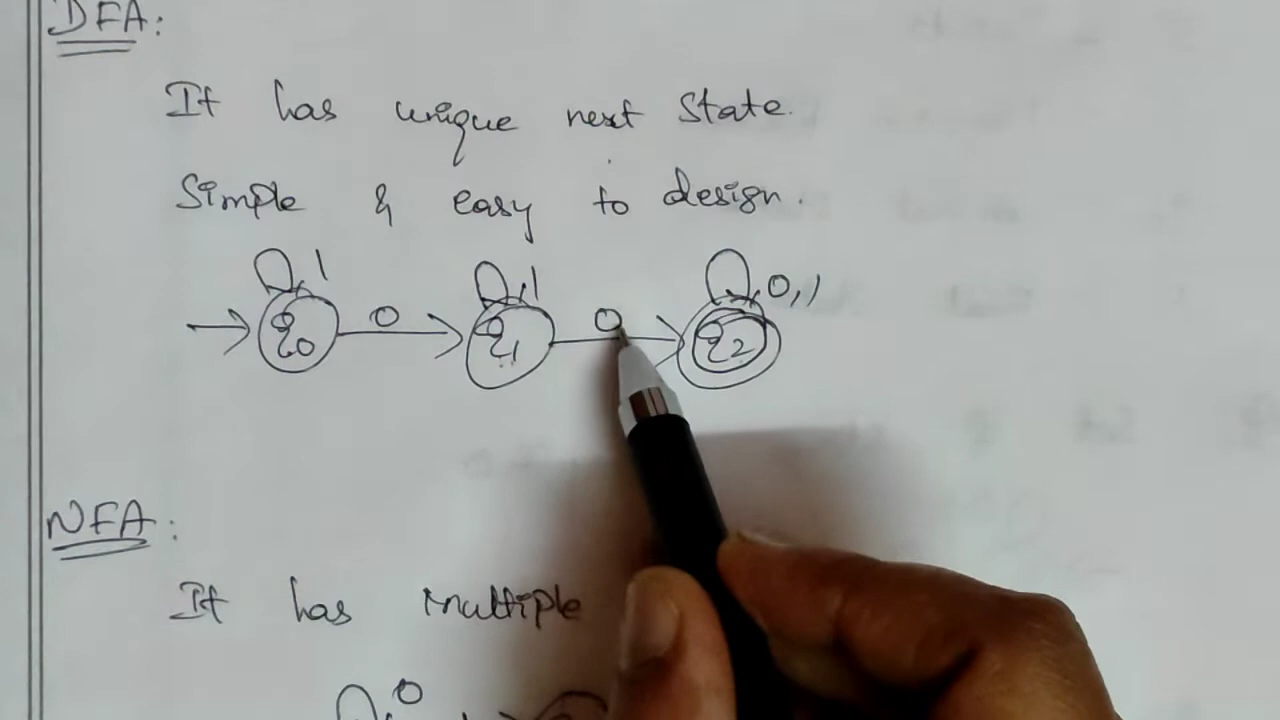 DFA:
It has unique next state.
Simple & easy to design.
1 1 0,1
0 0
q0 q1 q2
NFA:
It has Multiple
0